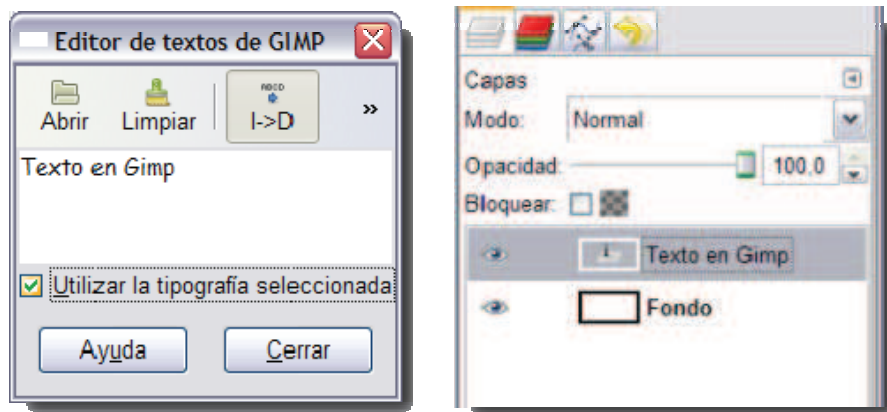 Editor de textos de GIMP
Abrir Limpiar I->D »
Texto en Gimp
Utilizar la tipografía seleccionada
Ayuda Cerrar
Capas
Modo: Normal
Opacidad: 100,0
Bloquear:
Texto en Gimp
Fondo